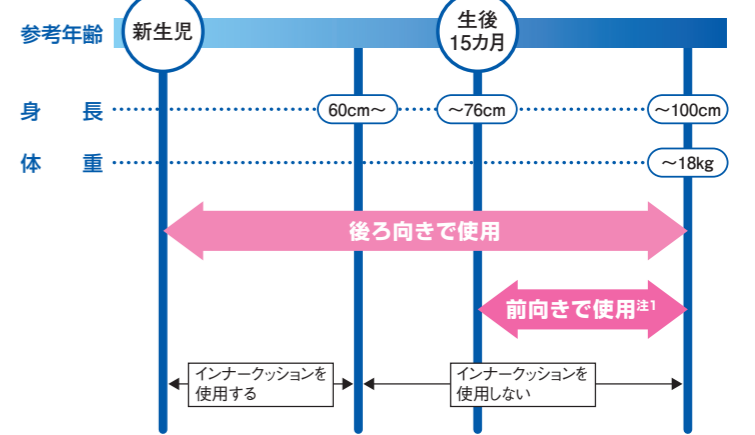 参考年齢
新生児
生後
15カ月
身 長
60cm～
～76cm
～100cm
体 重
～18kg
後ろ向きで使用
前向きで使用注1
インナークッションを
使用する
インナークッションを
使用しない